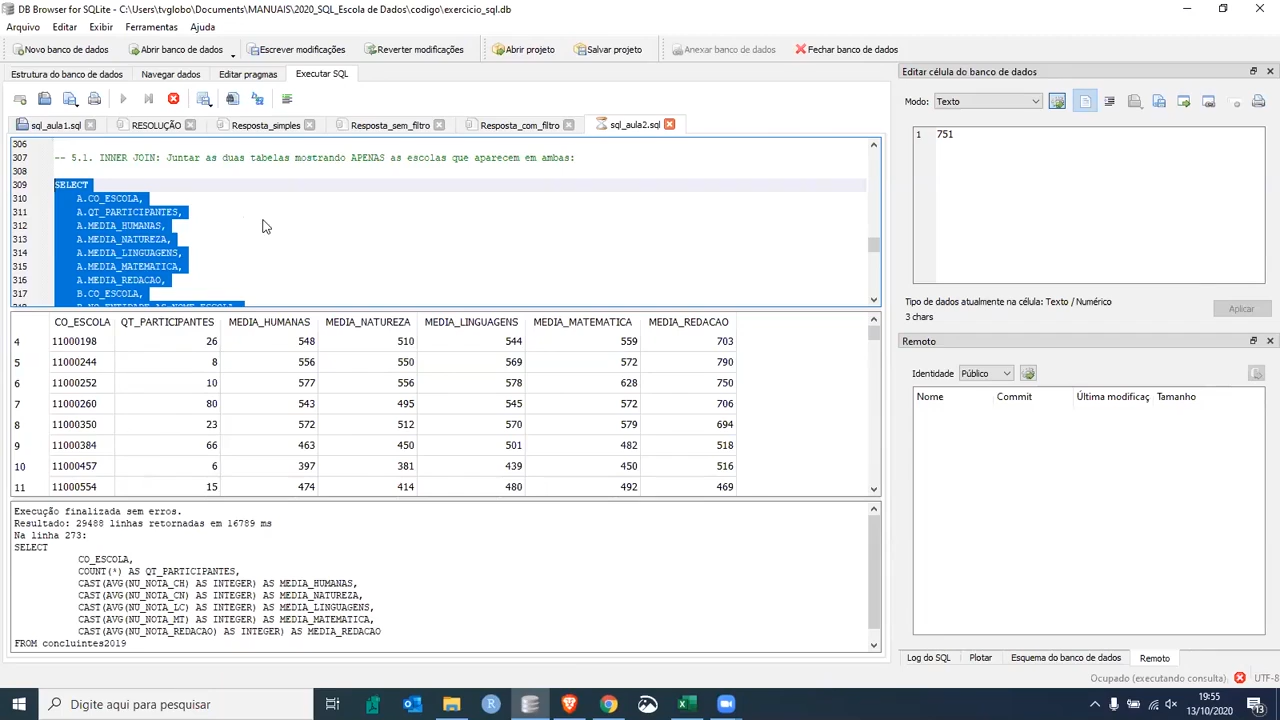 DB Browser for SQLite - C:\Users\tvglobo\Documents\MANUAIS\2020_SQL_Escola de Dados\codigo\exercicio_sql.db
Arquivo Editar Exibir Ferramentas Ajuda
Novo banco de dados Abrir banco de dados Escrever modificações Reverter modificações Abrir projeto Salvar projeto Anexar banco de dados Fechar banco de dados
Estrutura do banco de dados Navegar dados Editar pragmas Executar SQL
sql_aula1.sql RESOLUÇÃO Resposta_simples Resposta_sem_filtro Resposta_com_filtro sql_aula2.sql
306
307 -- 5.1. INNER JOIN: Juntar as duas tabelas mostrando APENAS as escolas que aparecem em ambas:
308
309 SELECT
310 A.CO_ESCOLA,
311 A.QT_PARTICIPANTES,
312 A.MEDIA_HUMANAS,
313 A.MEDIA_NATUREZA,
314 A.MEDIA_LINGUAGENS,
315 A.MEDIA_MATEMATICA,
316 A.MEDIA_REDACAO,
317 B.CO_ESCOLA,
CO_ESCOLA QT_PARTICIPANTES MEDIA_HUMANAS MEDIA_NATUREZA MEDIA_LINGUAGENS MEDIA_MATEMATICA MEDIA_REDACAO
4 11000198 26 548 510 544 559 703
5 11000244 8 556 550 569 572 790
6 11000252 10 577 556 578 628 750
7 11000260 80 543 495 545 572 706
8 11000350 23 572 512 570 579 694
9 11000384 66 463 450 501 482 518
10 11000457 6 397 381 439 450 516
11 11000554 15 474 414 480 492 469
Execução finalizada sem erros.
Resultado: 29488 linhas retornadas em 16789 ms
Na linha 273:
SELECT
CO_ESCOLA,
COUNT(*) AS QT_PARTICIPANTES,
CAST(AVG(NU_NOTA_CH) AS INTEGER) AS MEDIA_HUMANAS,
CAST(AVG(NU_NOTA_CN) AS INTEGER) AS MEDIA_NATUREZA,
CAST(AVG(NU_NOTA_LC) AS INTEGER) AS MEDIA_LINGUAGENS,
CAST(AVG(NU_NOTA_MT) AS INTEGER) AS MEDIA_MATEMATICA,
CAST(AVG(NU_NOTA_REDACAO) AS INTEGER) AS MEDIA_REDACAO
FROM concluintes2019
Editar célula do banco de dados
Modo: Texto
1 751
Tipo de dados atualmente na célula: Texto / Numérico
3 chars
Aplicar
Remoto
Identidade Público
Nome Commit Última modificaç Tamanho
Log do SQL Plotar Esquema do banco de dados Remoto
Ocupado (executando consulta). UTF-8
Digite aqui para pesquisar
19:55
13/10/2020